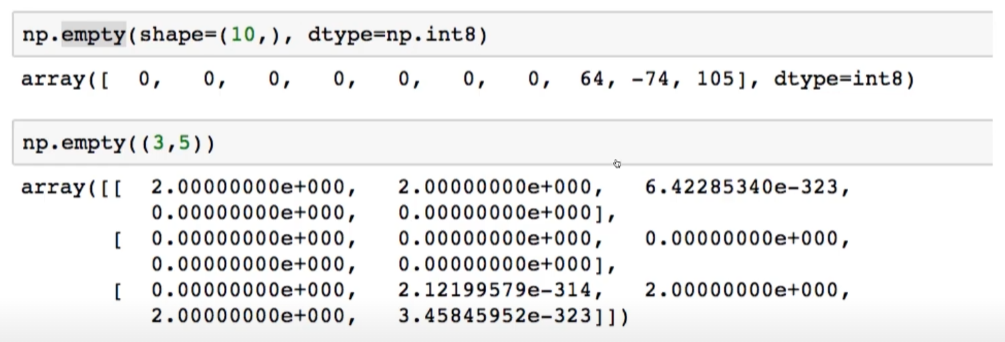 np.empty(shape=(10,), dtype=np.int8)
array([  0,   0,   0,   0,   0,   0,   0,  64, -74, 105], dtype=int8)
np.empty((3,5))
array([[  2.00000000e+000,   2.00000000e+000,   6.42285340e-323,
          0.00000000e+000,   0.00000000e+000],
       [  0.00000000e+000,   0.00000000e+000,   0.00000000e+000,
          0.00000000e+000,   0.00000000e+000],
       [  0.00000000e+000,   2.12199579e-314,   2.00000000e+000,
          2.00000000e+000,   3.45845952e-323]])